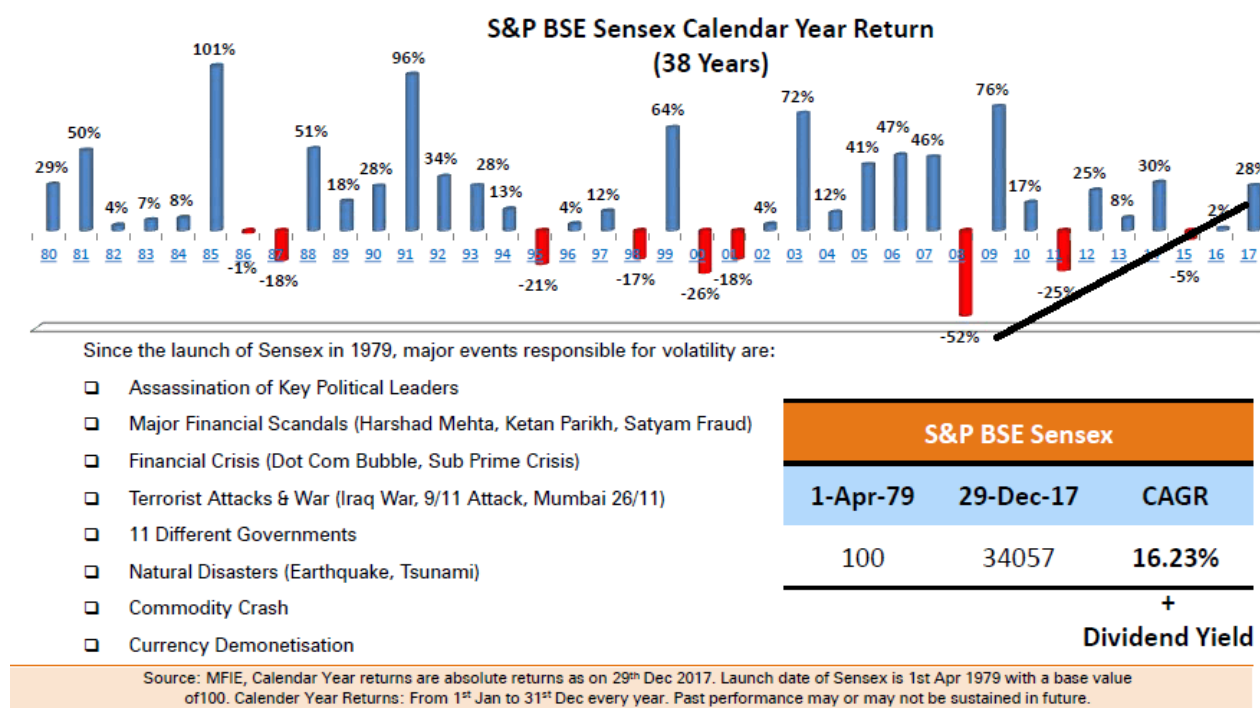 S&P BSE Sensex Calendar Year Return
(38 Years)
29% 50% 4% 7% 8% 101% -1% -18% 51% 18% 28% 96% 34% 28% 13% -21% 4% 12% -17% 64% -26% -18% 4% 72% 12% 41% 47% 46% -52% 76% 17% -25% 25% 8% 30% -5% 2% 28%
80 81 82 83 84 85 86 87 88 89 90 91 92 93 94 95 96 97 98 99 00 01 02 03 04 05 06 07 08 09 10 11 12 13 15 16 17
Since the launch of Sensex in 1979, major events responsible for volatility are:
❑ Assassination of Key Political Leaders
❑ Major Financial Scandals (Harshad Mehta, Ketan Parikh, Satyam Fraud)
❑ Financial Crisis (Dot Com Bubble, Sub Prime Crisis)
❑ Terrorist Attacks & War (Iraq War, 9/11 Attack, Mumbai 26/11)
❑ 11 Different Governments
❑ Natural Disasters (Earthquake, Tsunami)
❑ Commodity Crash
❑ Currency Demonetisation
S&P BSE Sensex
1-Apr-79 29-Dec-17 CAGR
100 34057 16.23%
+
Dividend Yield
Source: MFIE, Calendar Year returns are absolute returns as on 29th Dec 2017. Launch date of Sensex is 1st Apr 1979 with a base value
of100. Calender Year Returns: From 1st Jan to 31st Dec every year. Past performance may or may not be sustained in future.